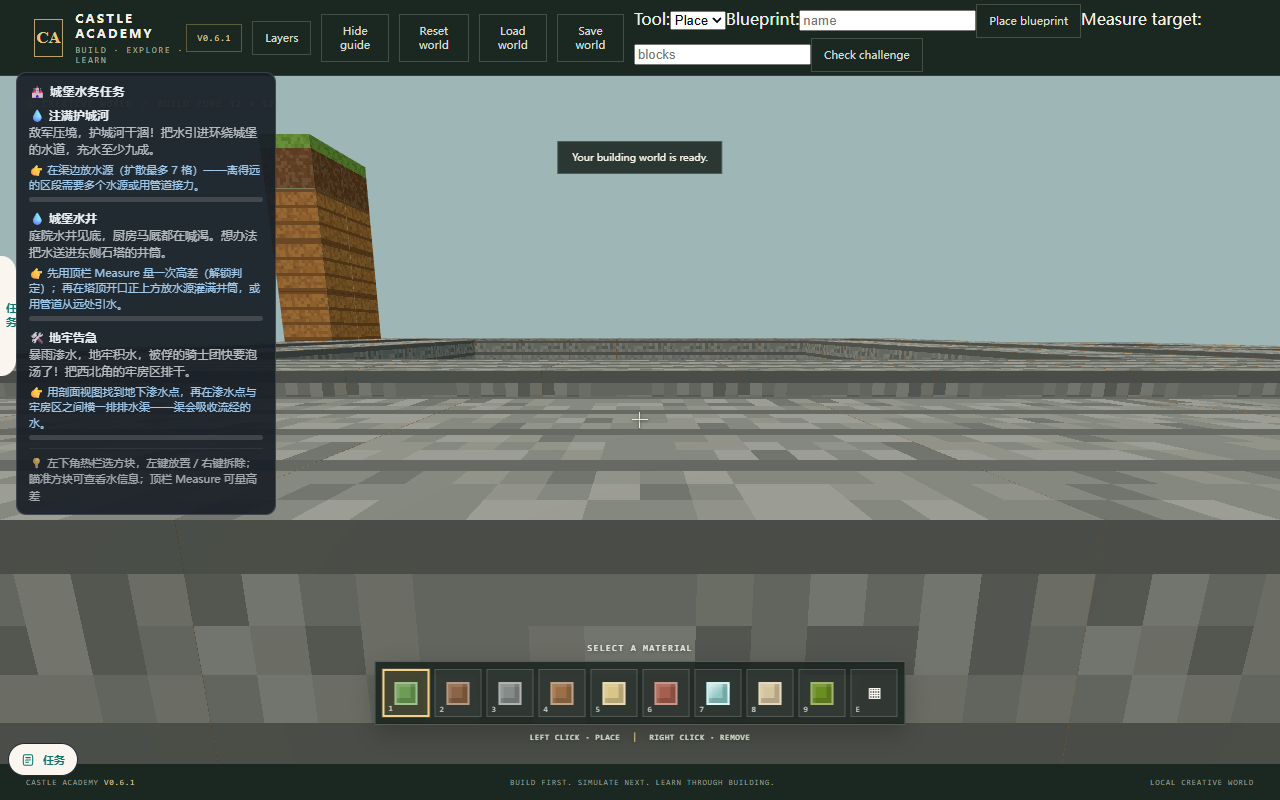 CA
CASTLE
ACADEMY
BUILD · EXPLORE ·
LEARN
V0.6.1
Layers
Hide
guide
Reset
world
Load
world
Save
world
Tool:
Place
Blueprint:
name
Place blueprint
Measure target:
blocks
Check challenge
🏰 城堡水务任务
💧 注满护城河
敌军压境，护城河干涸！把水引进环绕城堡
的水道，充水至少九成。
👉 在渠边放水源（扩散最多 7 格）——离得远
的区段需要多个水源或用管道接力。
💧 城堡水井
庭院水井见底，厨房马厩都在喊渴。想办法
把水送进东侧石塔的井筒。
👉 先用顶栏 Measure 量一次高差（解锁判
定）；再在塔顶开口正上方放水源灌满井筒，或
用管道从远处引水。
🛠 地牢告急
暴雨渗水，地牢积水，被俘的骑士团快要泡
汤了！把西北角的牢房区排干。
👉 用剖面视图找到地下渗水点，再在渗水点与
牢房区之间横一排排水渠——渠会吸收流经的
水。
💡 左下角热栏选方块，左键放置 / 右键拆除；
瞄准方块可查看水信息；顶栏 Measure 可量高
差
任
务
Your building world is ready.
SELECT A MATERIAL
1
2
3
4
5
6
7
8
9
E
LEFT CLICK · PLACE | RIGHT CLICK · REMOVE
任务
CASTLE ACADEMY V0.6.1
BUILD FIRST. SIMULATE NEXT. LEARN THROUGH BUILDING.
LOCAL CREATIVE WORLD